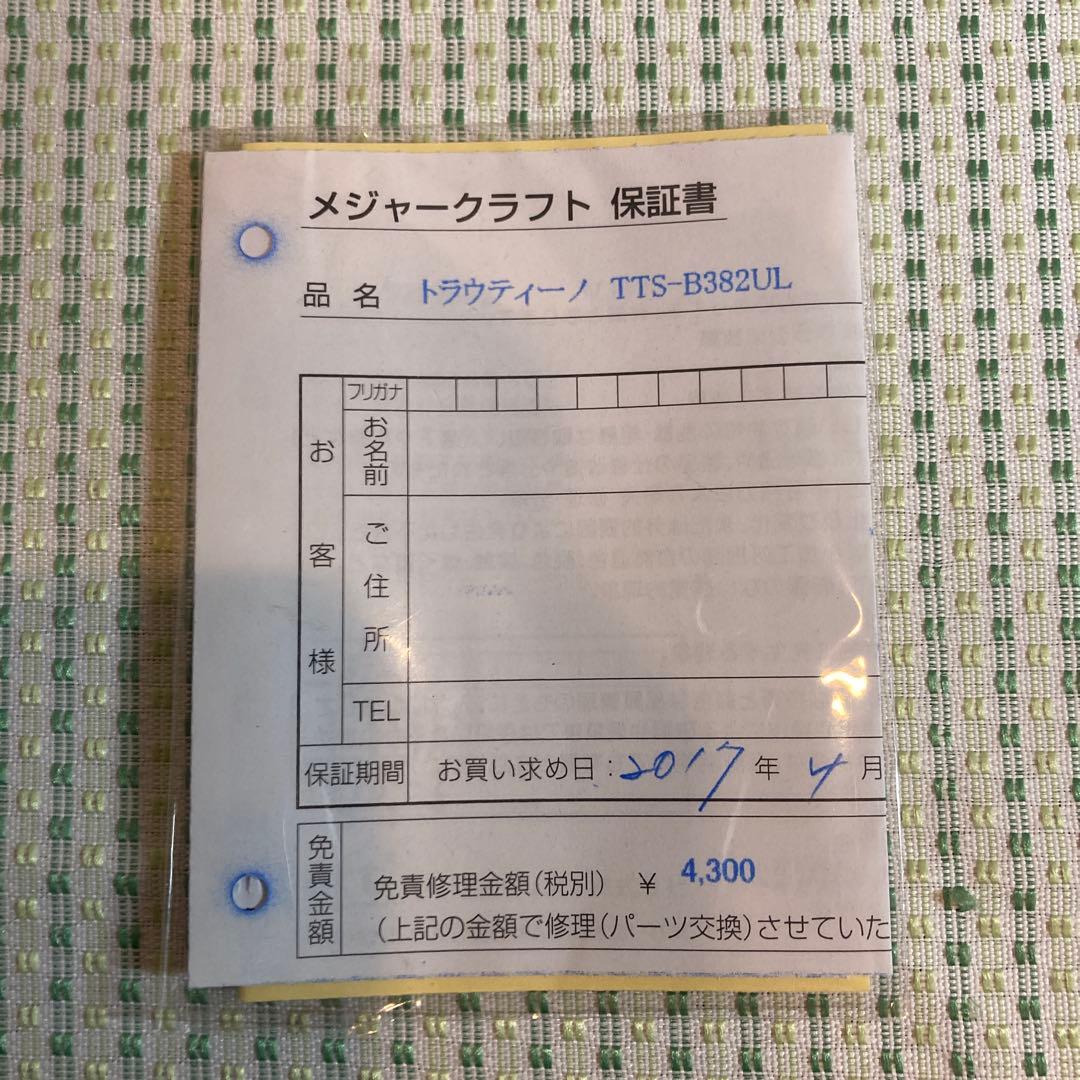 メジャークラフト 保証書
品 名 トラウティーノ TTS-B382UL
お客様
フリガナ
お名前
ご住所
TEL
保証期間 お買い求め日：2017年 4月
免責金額
免責修理金額(税別) ￥ 4,300
(上記の金額で修理(パーツ交換)させていた